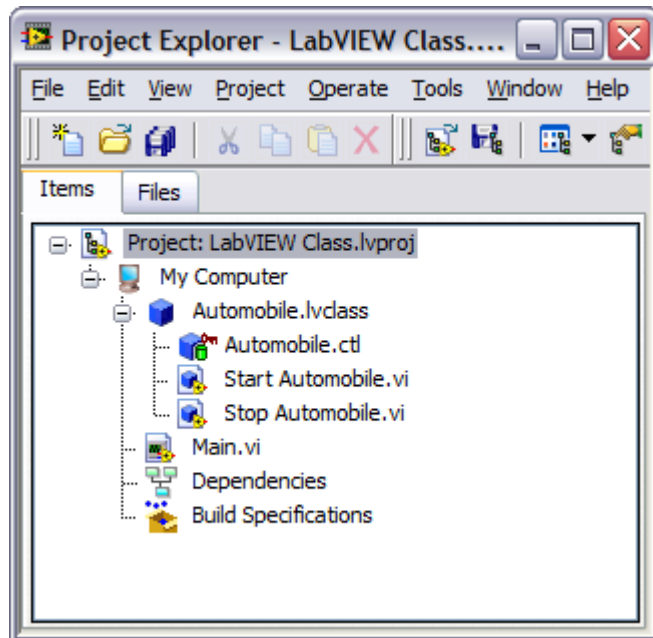 Project Explorer - LabVIEW Class....
File Edit View Project Operate Tools Window Help
Items Files
Project: LabVIEW Class.lvproj
My Computer
Automobile.lvclass
Automobile.ctl
Start Automobile.vi
Stop Automobile.vi
Main.vi
Dependencies
Build Specifications